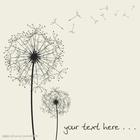 your text here . . .